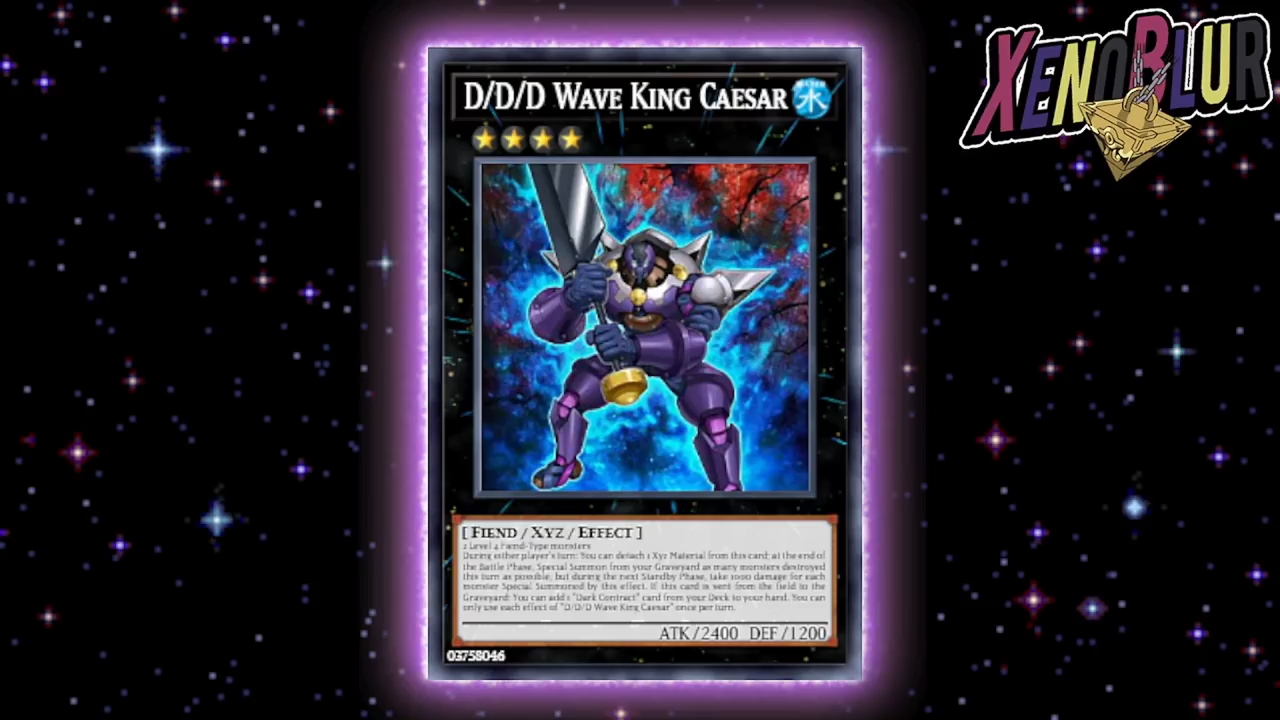 XENOBLUR
D/D/D WAVE KING CAESAR
WATER
水
[ FIEND / XYZ / EFFECT ]
2 Level 4 Fiend-Type monsters
During either player's turn: You can detach 1 Xyz Material from this card; at the end of
the Battle Phase, Special Summon from your Graveyard as many monsters destroyed
this turn as possible, but during the next Standby Phase, take 1000 damage for each
monster Special Summoned by this effect. If this card is sent from the field to the
Graveyard: You can add 1 "Dark Contract" card from your Deck to your hand. You can
only use each effect of "D/D/D Wave King Caesar" once per turn.
ATK/2400 DEF/1200
03758046